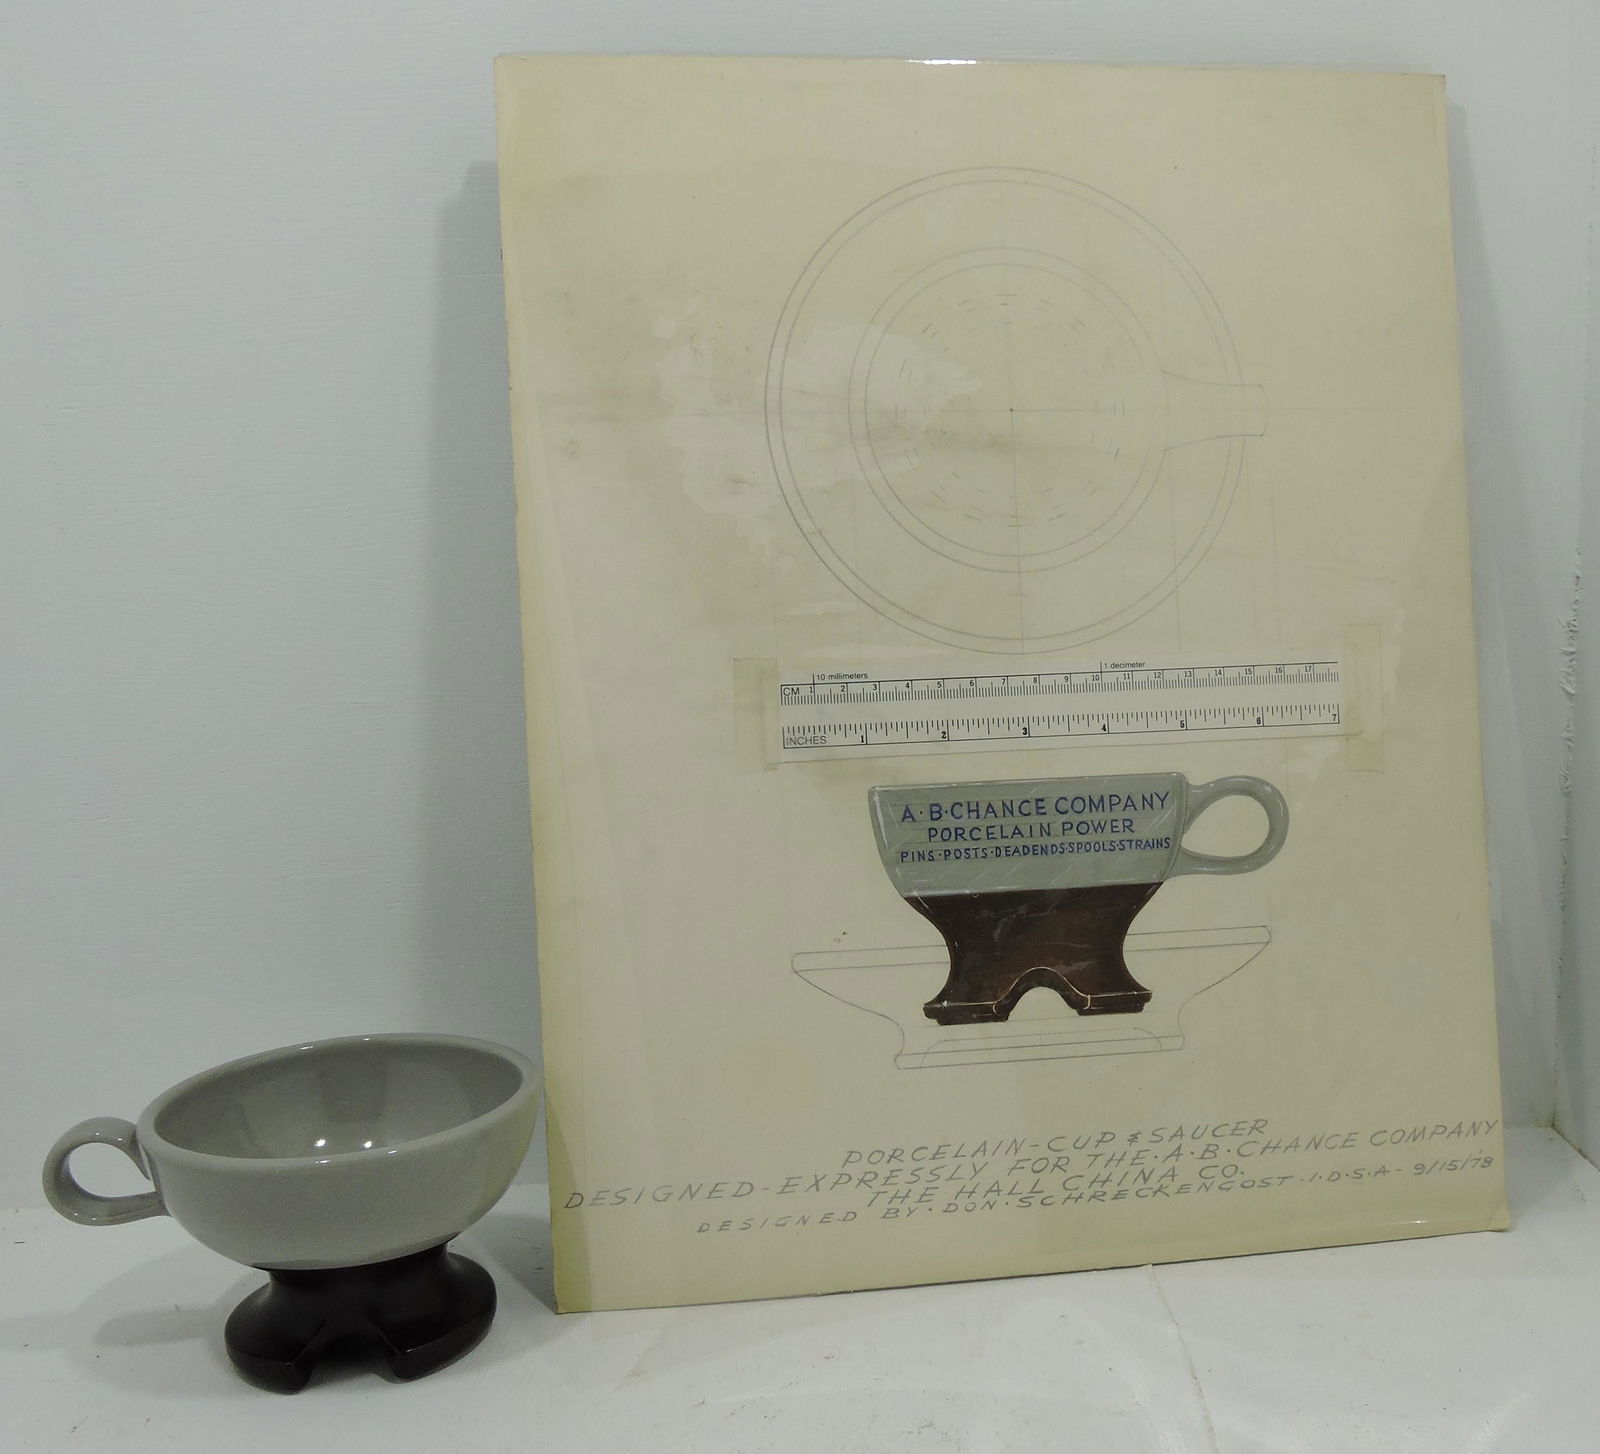 10 millimeters 1 decimeter
CM 1 2 3 4 5 6 7 8 9 10 11 12 13 14 15 16 17
INCHES 1 2 3 4 5 6 7
A·B·CHANCE COMPANY
PORCELAIN POWER
PINS·POSTS·DEADENDS·SPOOLS·STRAINS
PORCELAIN-CUP & SAUCER
DESIGNED-EXPRESSLY FOR THE·A·B·CHANCE COMPANY
THE HALL CHINA CO.
DESIGNED BY·DON·SCHRECKENGOST·I·D·S·A- 9/15/78